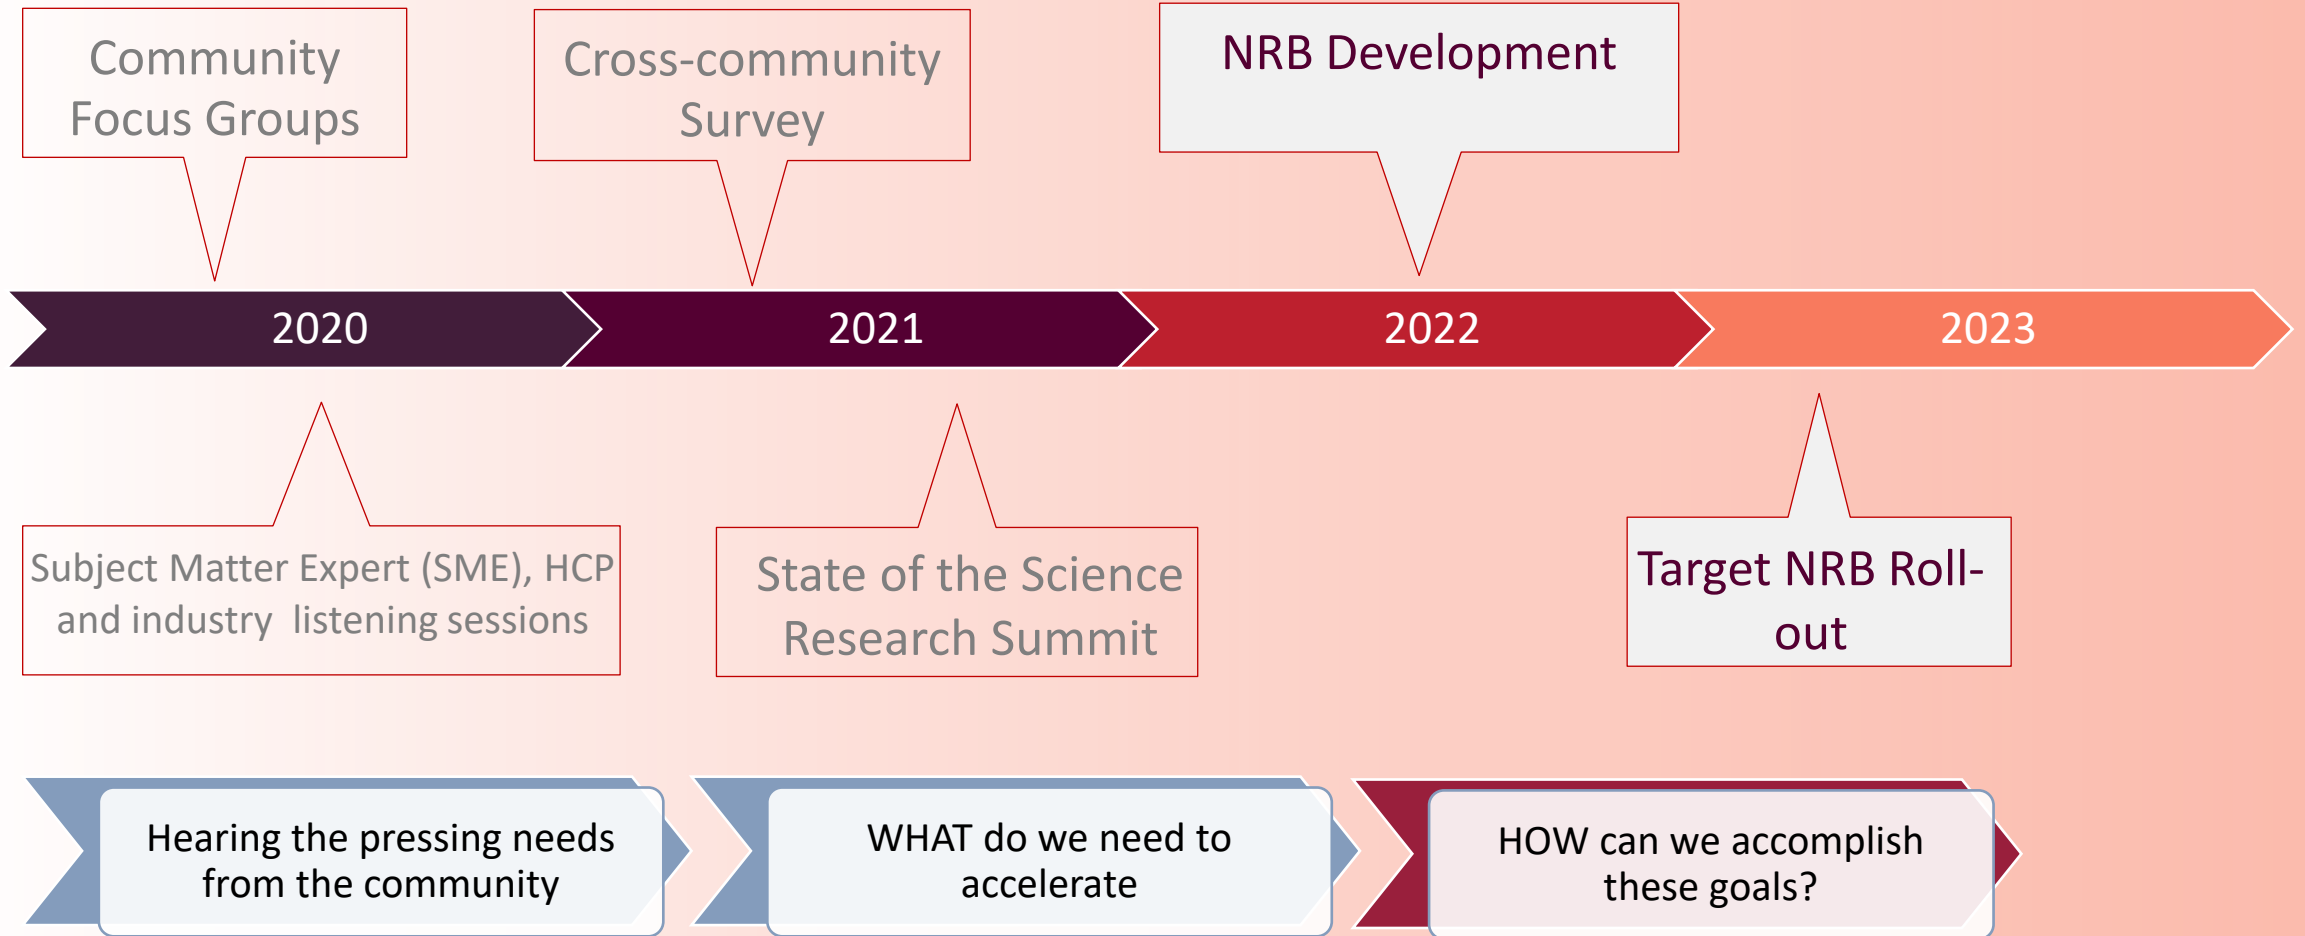 Community
Focus Groups
Cross-community
Survey
NRB Development
2020
2021
2022
2023
Subject Matter Expert (SME), HCP
and industry listening sessions
State of the Science
Research Summit
Target NRB Roll-
out
Hearing the pressing needs
from the community
WHAT do we need to
accelerate
HOW can we accomplish
these goals?